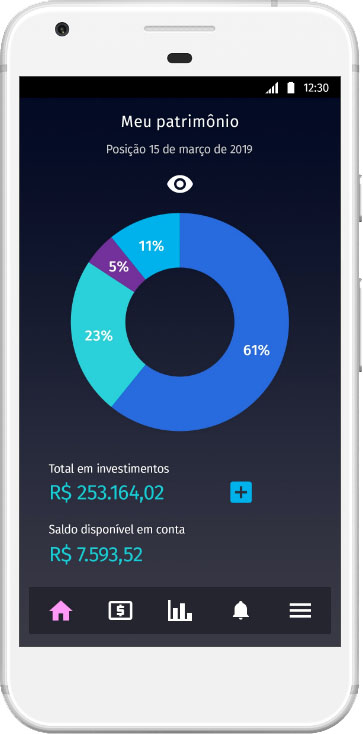 12:30
Meu patrimônio
Posição 15 de março de 2019
11%
5%
23%
61%
Total em investimentos
R$ 253.164,02
Saldo disponível em conta
R$ 7.593,52